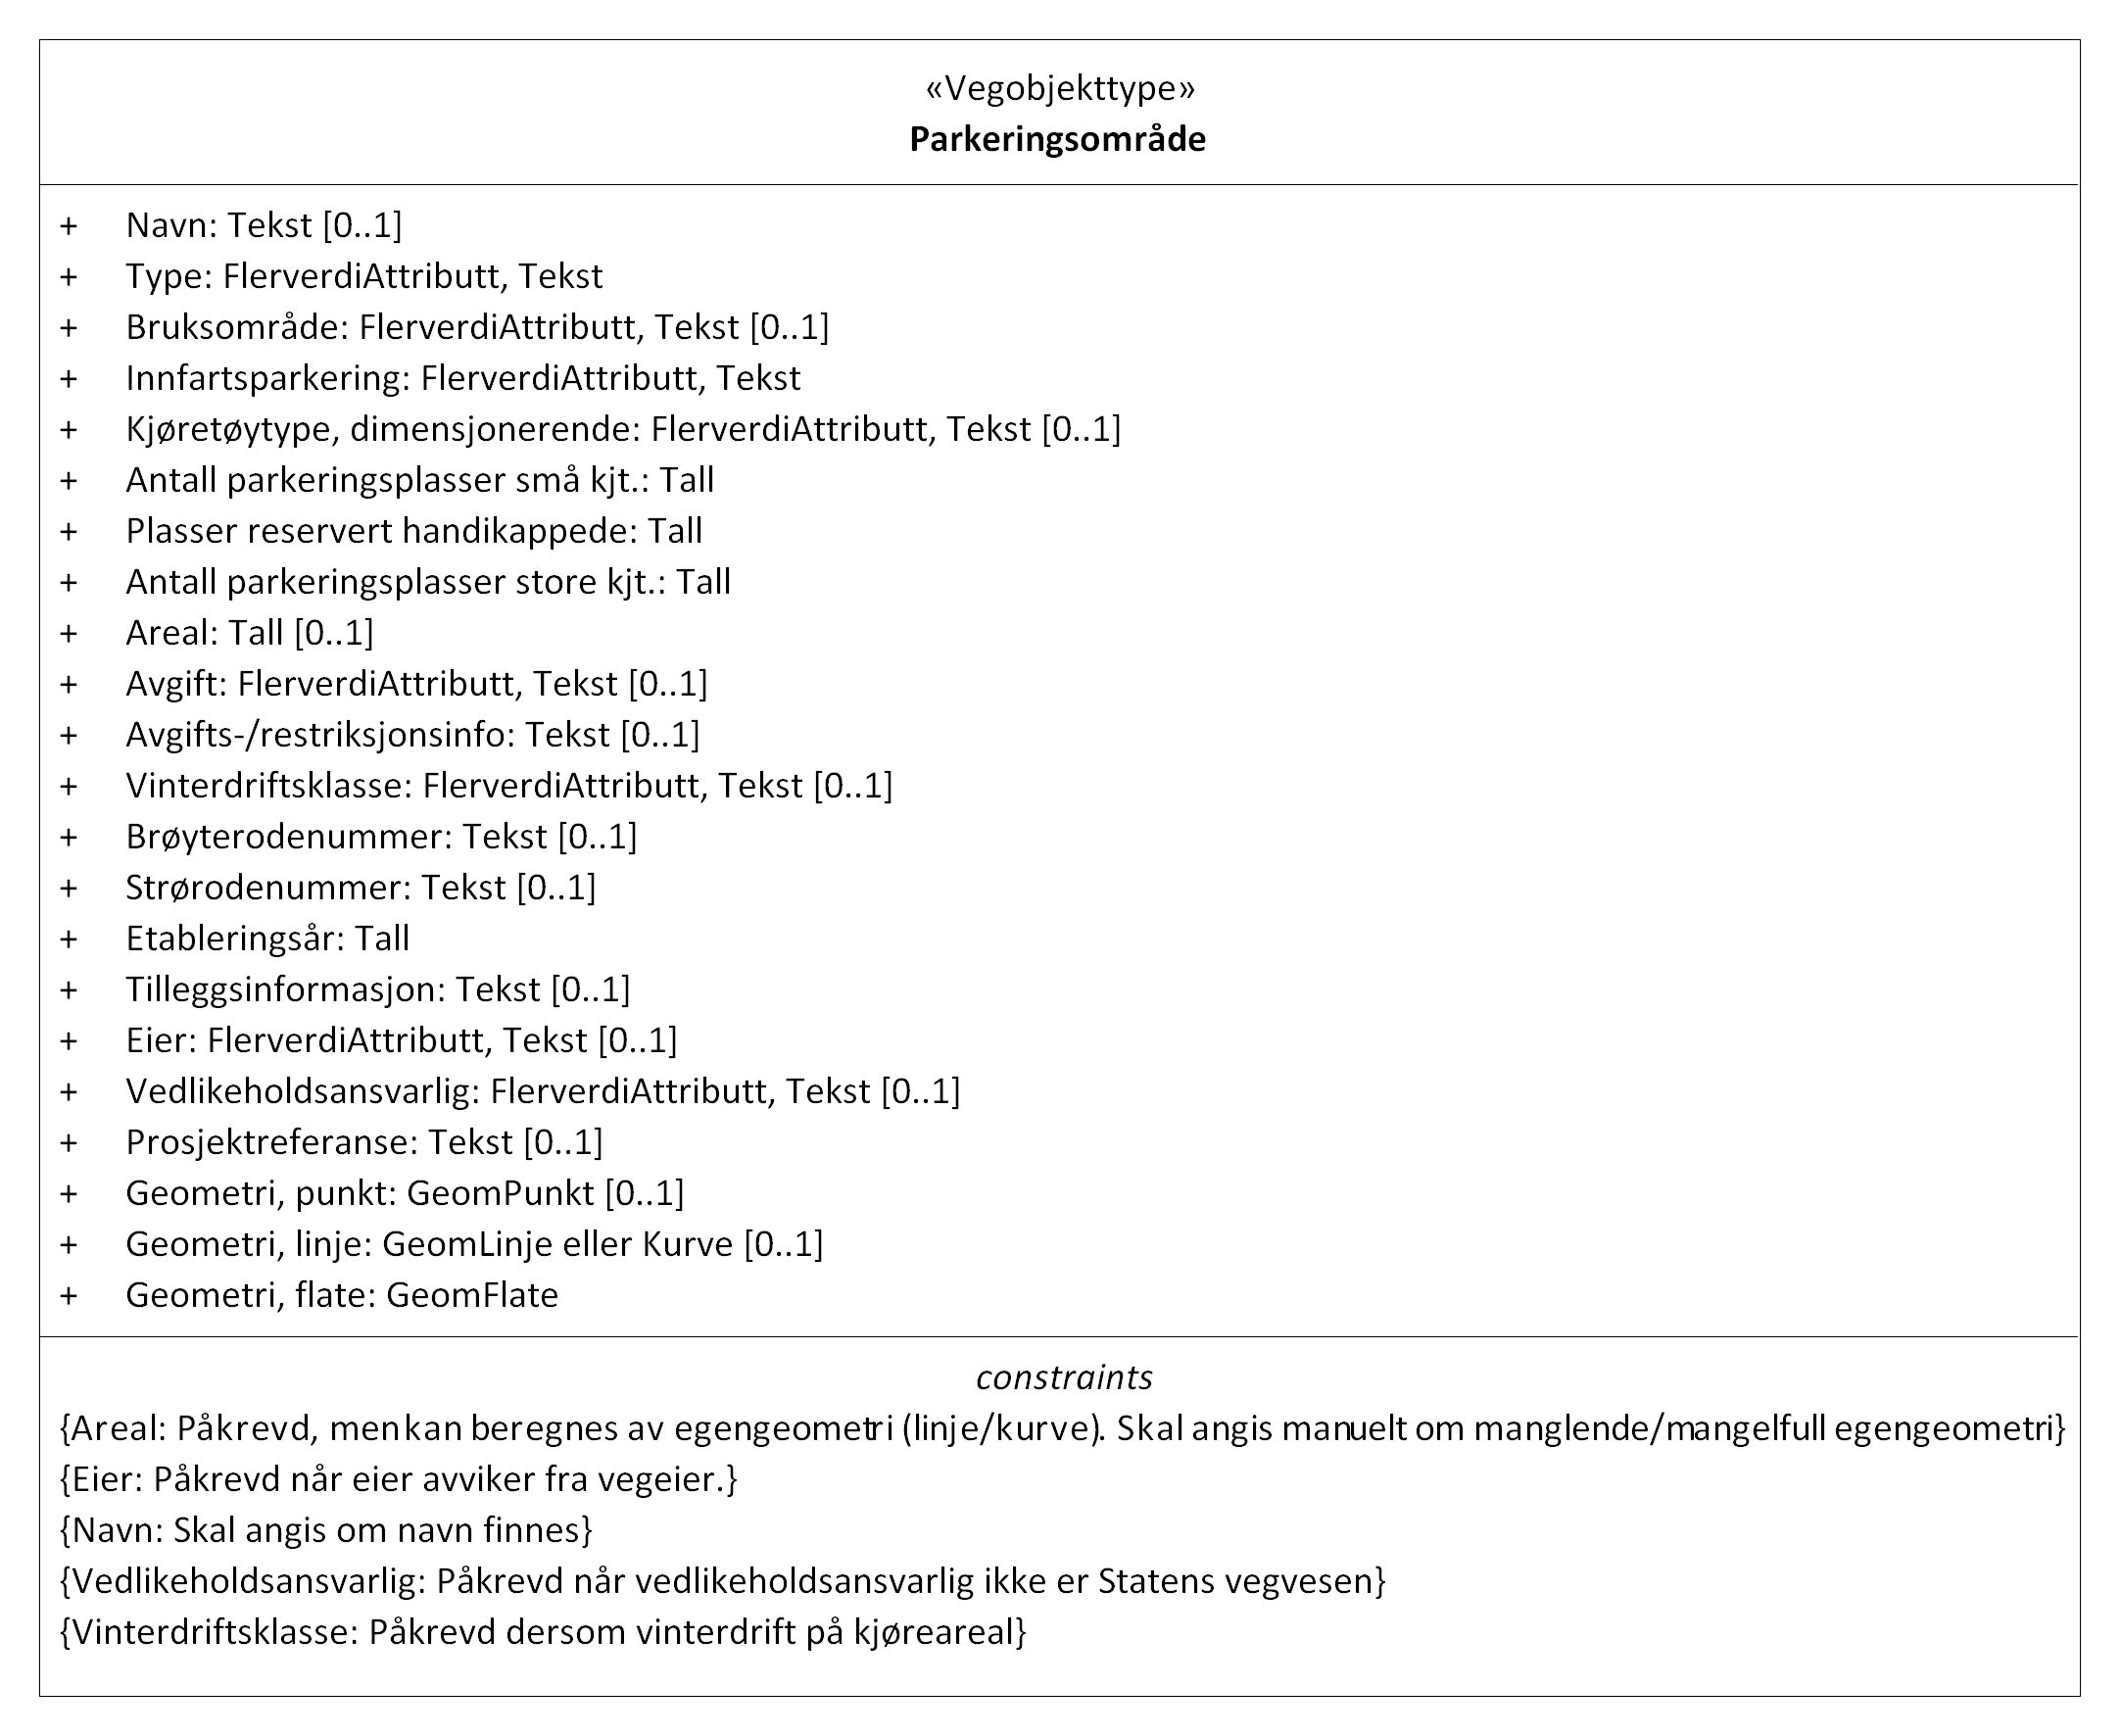 «Vegobjekttype»
Parkeringsområde
+ Navn: Tekst [0..1]
+ Type: FlerverdiAttributt, Tekst
+ Bruksområde: FlerverdiAttributt, Tekst [0..1]
+ Innfartsparkering: FlerverdiAttributt, Tekst
+ Kjøretøytype, dimensjonerende: FlerverdiAttributt, Tekst [0..1]
+ Antall parkeringsplasser små kjt.: Tall
+ Plasser reservert handikappede: Tall
+ Antall parkeringsplasser store kjt.: Tall
+ Areal: Tall [0..1]
+ Avgift: FlerverdiAttributt, Tekst [0..1]
+ Avgifts-/restriksjonsinfo: Tekst [0..1]
+ Vinterdriftsklasse: FlerverdiAttributt, Tekst [0..1]
+ Brøyterodenummer: Tekst [0..1]
+ Strørodenummer: Tekst [0..1]
+ Etableringsår: Tall
+ Tilleggsinformasjon: Tekst [0..1]
+ Eier: FlerverdiAttributt, Tekst [0..1]
+ Vedlikeholdsansvarlig: FlerverdiAttributt, Tekst [0..1]
+ Prosjektreferanse: Tekst [0..1]
+ Geometri, punkt: GeomPunkt [0..1]
+ Geometri, linje: GeomLinje eller Kurve [0..1]
+ Geometri, flate: GeomFlate
constraints
{Areal: Påkrevd, men kan beregnes av egengeometri (linje/kurve). Skal angis manuelt om manglende/mangelfull egengeometri}
{Eier: Påkrevd når eier avviker fra vegeier.}
{Navn: Skal angis om navn finnes}
{Vedlikeholdsansvarlig: Påkrevd når vedlikeholdsansvarlig ikke er Statens vegvesen}
{Vinterdriftsklasse: Påkrevd dersom vinterdrift på kjøreareal}